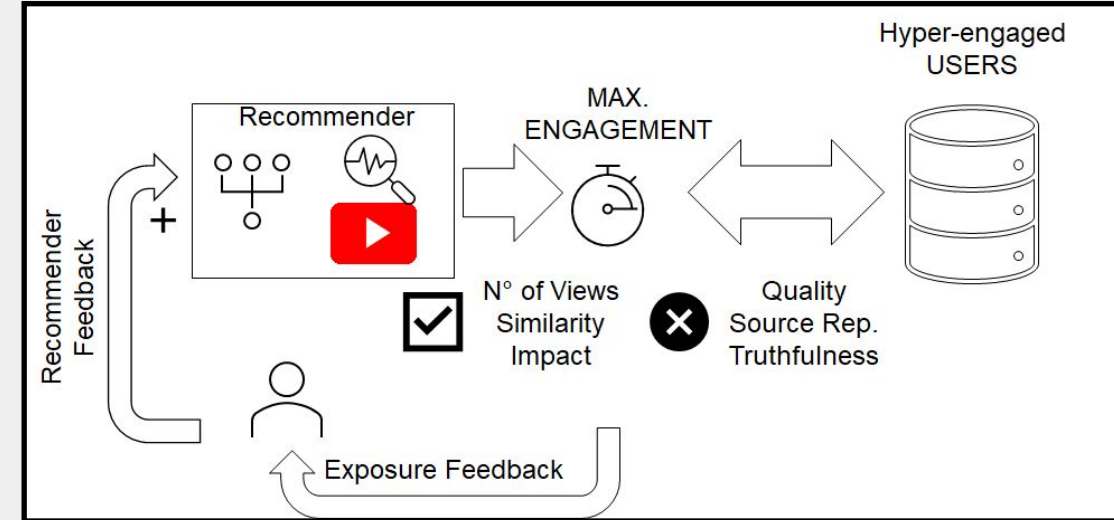 Hyper-engaged
USERS
MAX.
ENGAGEMENT
Recommender
+
Recommender
Feedback
N° of Views
Similarity
Impact
Quality
Source Rep.
Truthfulness
Exposure Feedback